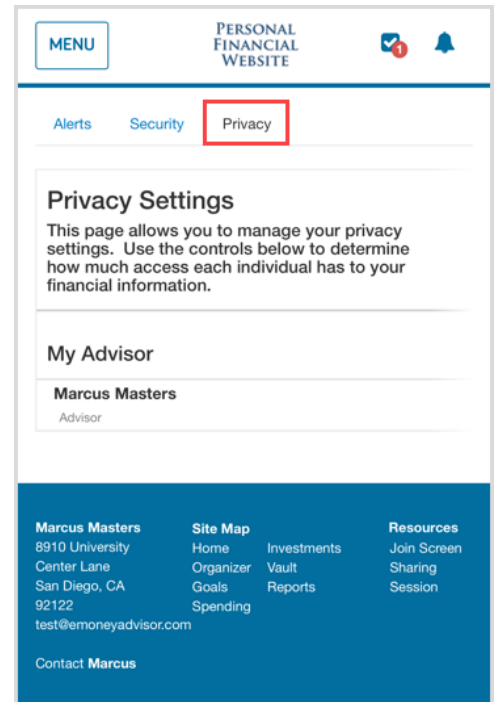 MENU
PERSONAL
FINANCIAL
WEBSITE
1
Alerts Security Privacy
Privacy Settings
This page allows you to manage your privacy
settings. Use the controls below to determine
how much access each individual has to your
financial information.
My Advisor
Marcus Masters
Advisor
Marcus Masters
8910 University
Center Lane
San Diego, CA
92122
test@emoneyadvisor.com
Contact Marcus
Site Map
Home Investments
Organizer Vault
Goals Reports
Spending
Resources
Join Screen
Sharing
Session